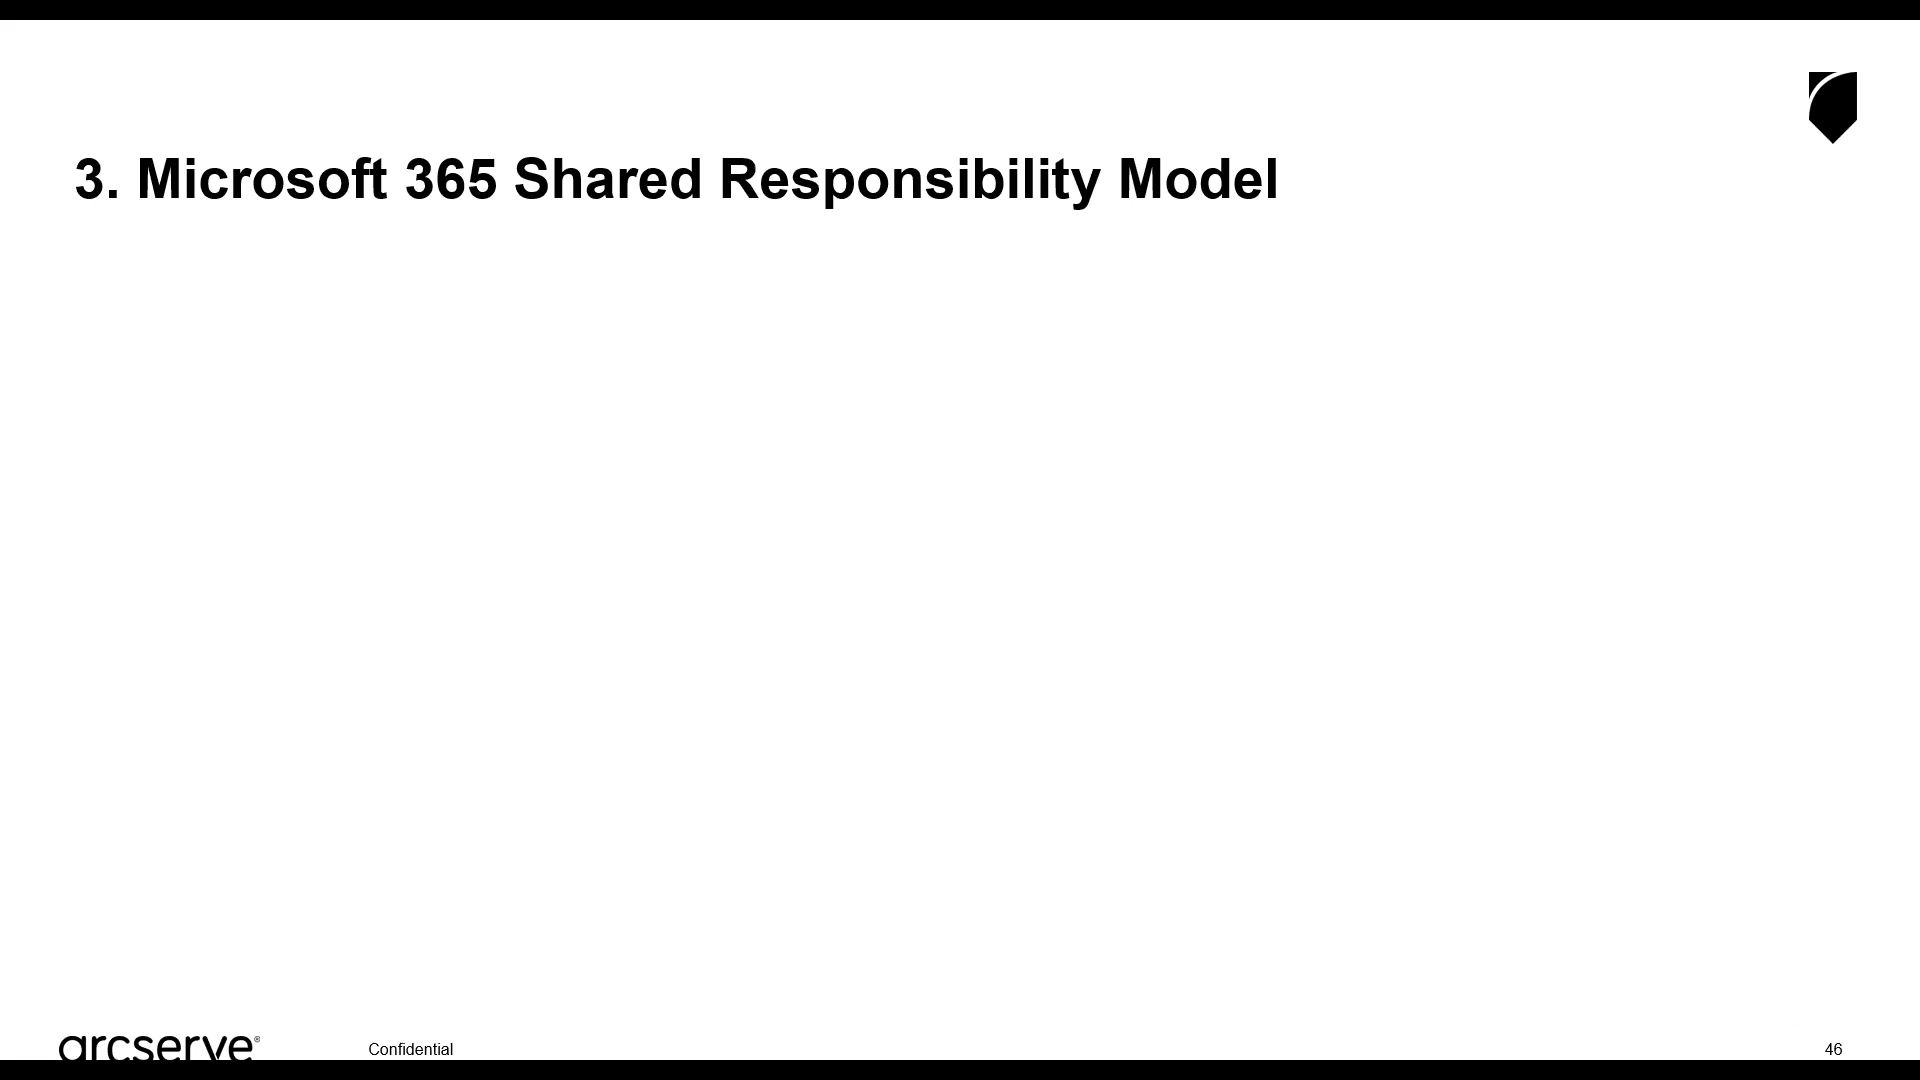 3. Microsoft 365 Shared Responsibility Model
arcserve®
Confidential
46